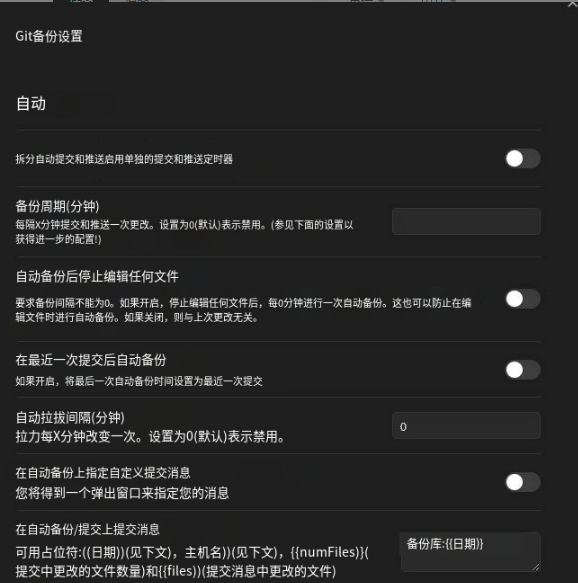 Git备份设置
自动
拆分自动提交和推送启用单独的提交和推送定时器
备份周期(分钟)
每隔X分钟提交和推送一次更改。设置为0(默认)表示禁用。(参见下面的设置以
获得进一步的配置!)
自动备份后停止编辑任何文件
要求备份间隔不能为0。如果开启，停止编辑任何文件后，每0分钟进行一次自动备份。这也可以防止在编
辑文件时进行自动备份。如果关闭，则与上次更改无关。
在最近一次提交后自动备份
如果开启，将最后一次自动备份时间设置为最近一次提交
自动拉拔间隔(分钟)
拉力每X分钟改变一次。设置为0(默认)表示禁用。
0
在自动备份上指定自定义提交消息
您将得到一个弹出窗口来指定您的消息
在自动备份/提交上提交消息
可用占位符:((日期))(见下文)，主机名))(见下文)，{{numFiles)}(
提交中更改的文件数量)和{{files))(提交消息中更改的文件)
备份库:{{日期}}